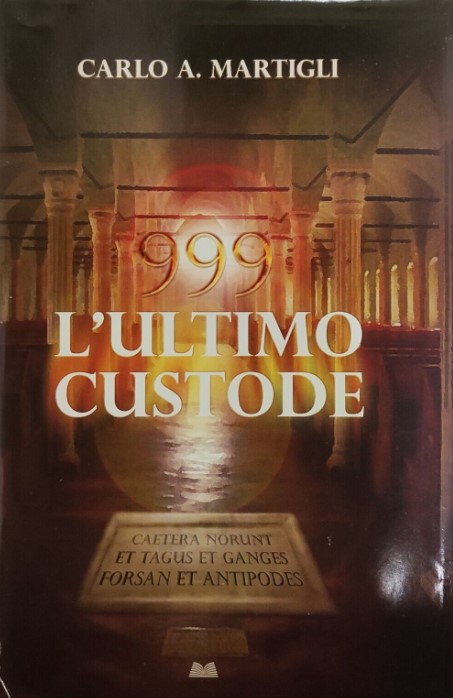 CARLO A. MARTIGLI
999
L'ULTIMO
CUSTODE
CAETERA NORUNT
ET TAGUS ET GANGES
FORSAN ET ANTIPODES